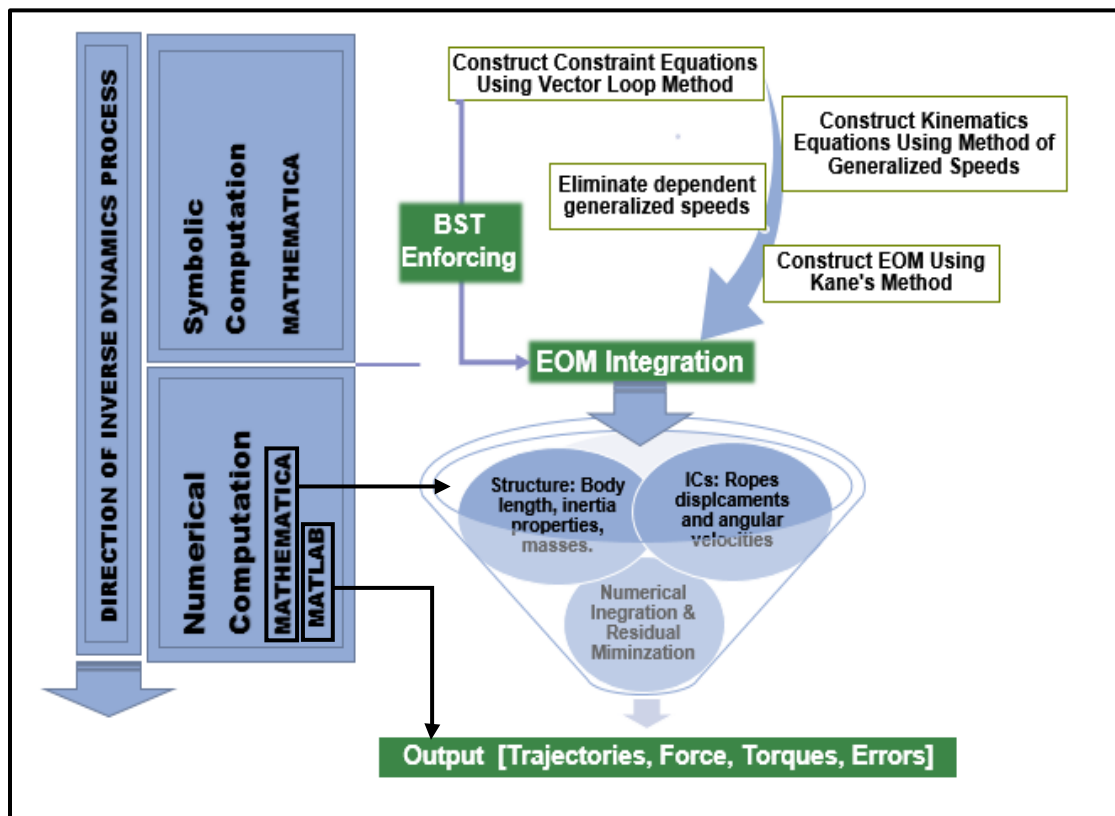 DIRECTION OF INVERSE DYNAMICS PROCESS
Symbolic
Computation
MATHEMATICA
Numerical
Computation
MATHEMATICA
MATLAB
Construct Constraint Equations
Using Vector Loop Method
Construct Kinematics
Equations Using Method of
Generalized Speeds
Eliminate dependent
generalized speeds
BST
Enforcing
Construct EOM Using
Kane's Method
EOM Integration
Structure: Body
length, inertia
properties,
masses.
ICs: Ropes
displcaments
and angular
velocities
Numerical
Inegration &
Residual
Miminzation
Output [Trajectories, Force, Torques, Errors]